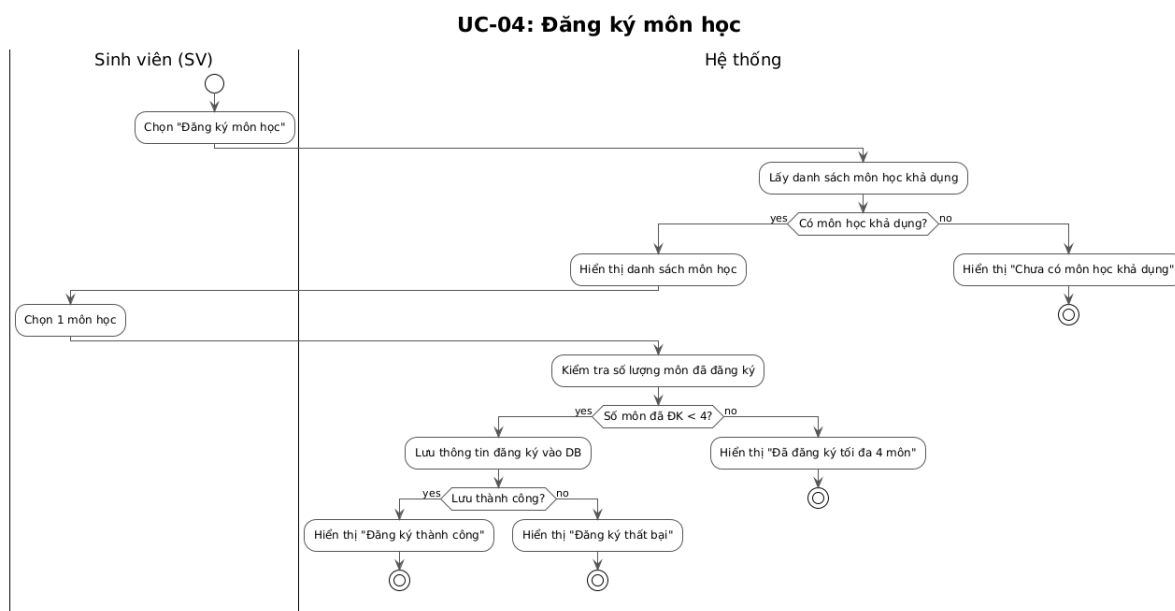 UC-04: Đăng ký môn học
Sinh viên (SV)
Hệ thống
Chọn "Đăng ký môn học"
Lấy danh sách môn học khả dụng
yes
Có môn học khả dụng?
no
Hiển thị danh sách môn học
Hiển thị "Chưa có môn học khả dụng"
Chọn 1 môn học
Kiểm tra số lượng môn đã đăng ký
yes
Số môn đã ĐK < 4?
no
Lưu thông tin đăng ký vào DB
Hiển thị "Đã đăng ký tối đa 4 môn"
yes
Lưu thành công?
no
Hiển thị "Đăng ký thành công"
Hiển thị "Đăng ký thất bại"